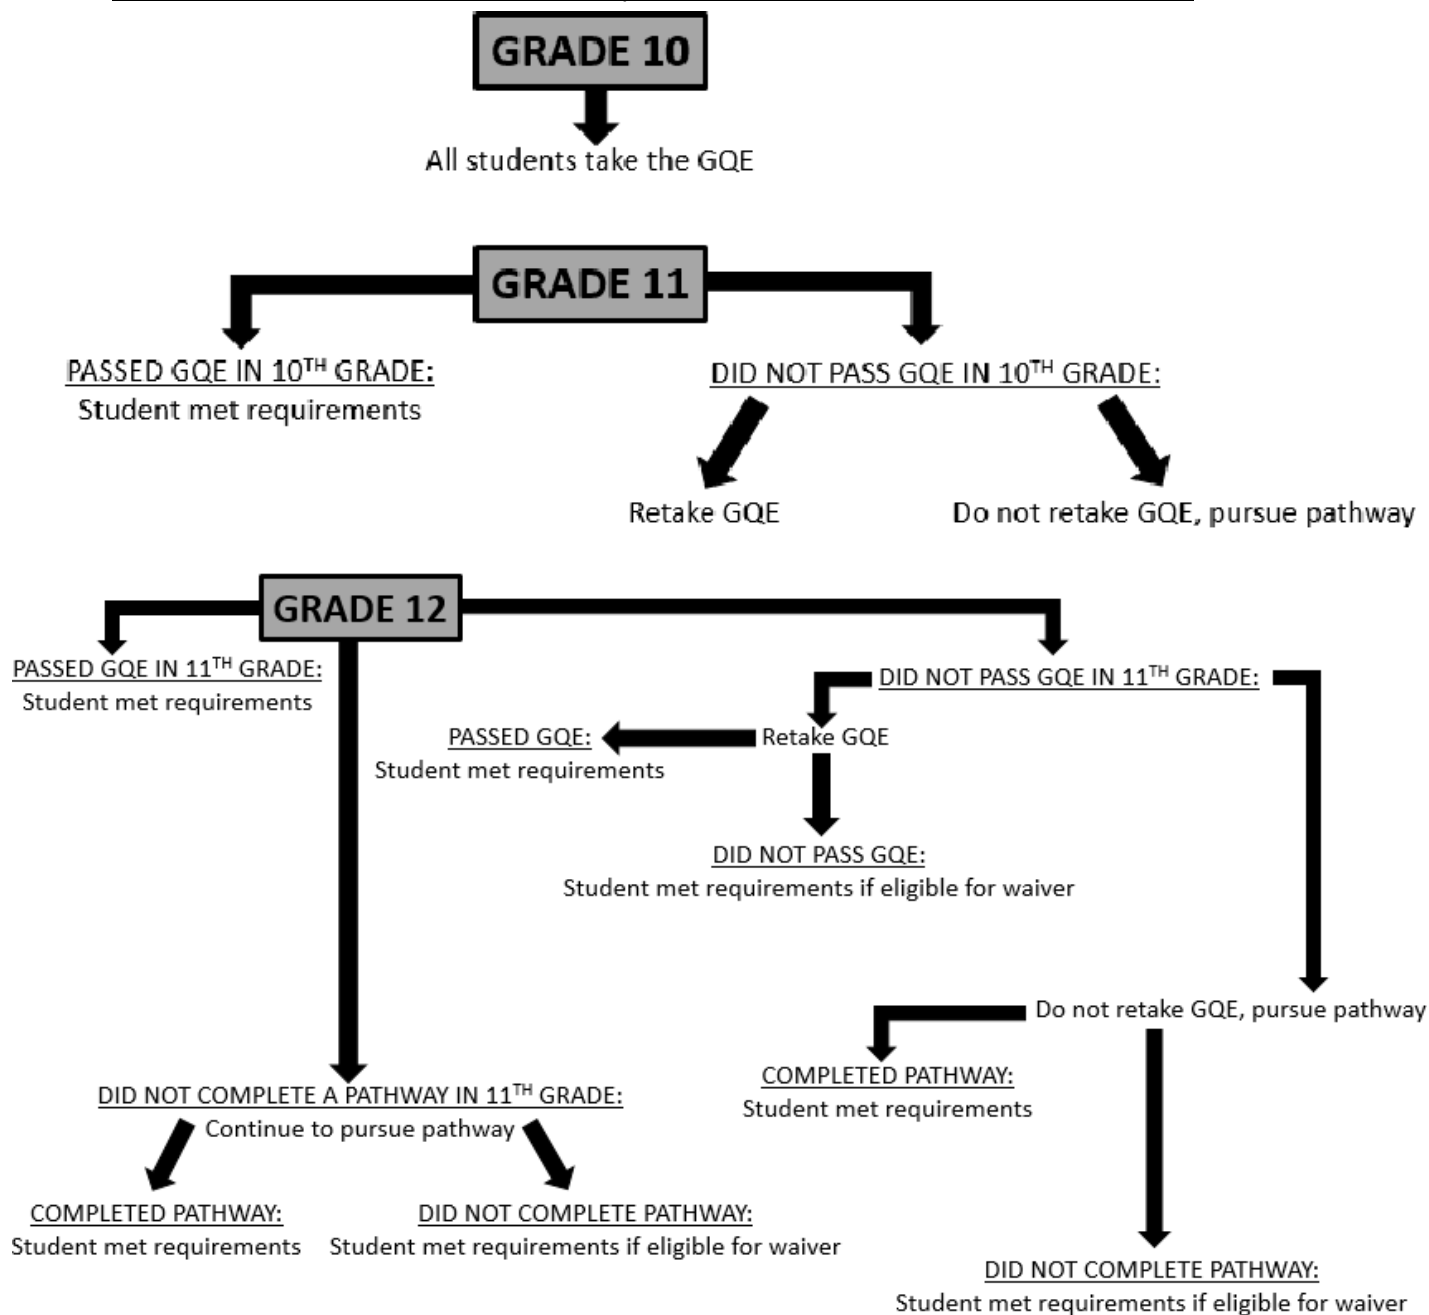 GRADE 10
All students take the GQE
GRADE 11
PASSED GQE IN 10TH GRADE:
Student met requirements
DID NOT PASS GQE IN 10TH GRADE:
Retake GQE
Do not retake GQE, pursue pathway
GRADE 12
PASSED GQE IN 11TH GRADE:
Student met requirements
DID NOT PASS GQE IN 11TH GRADE:
Retake GQE
PASSED GQE:
Student met requirements
DID NOT PASS GQE:
Student met requirements if eligible for waiver
Do not retake GQE, pursue pathway
COMPLETED PATHWAY:
Student met requirements
DID NOT COMPLETE A PATHWAY IN 11TH GRADE:
Continue to pursue pathway
COMPLETED PATHWAY:
Student met requirements
DID NOT COMPLETE PATHWAY:
Student met requirements if eligible for waiver
DID NOT COMPLETE PATHWAY:
Student met requirements if eligible for waiver